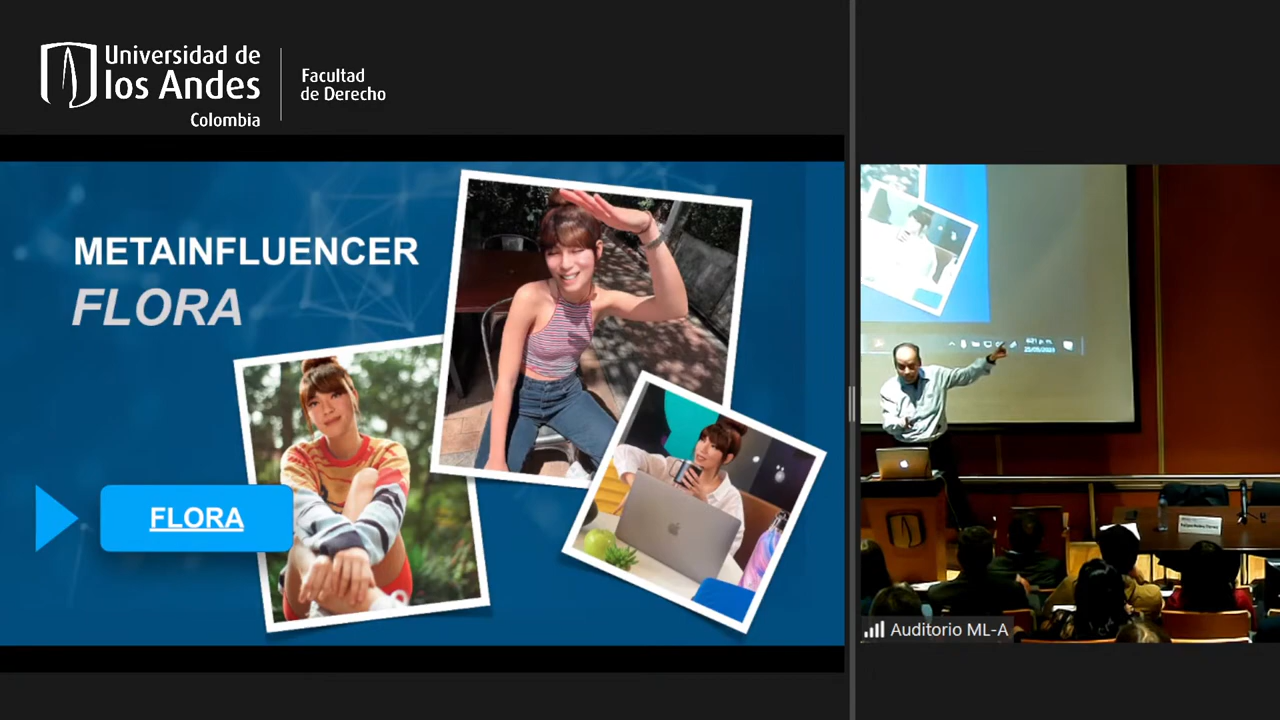 Universidad de
los Andes
Colombia
Facultad
de Derecho
METAINFLUENCER
FLORA
FLORA
Auditorio ML-A